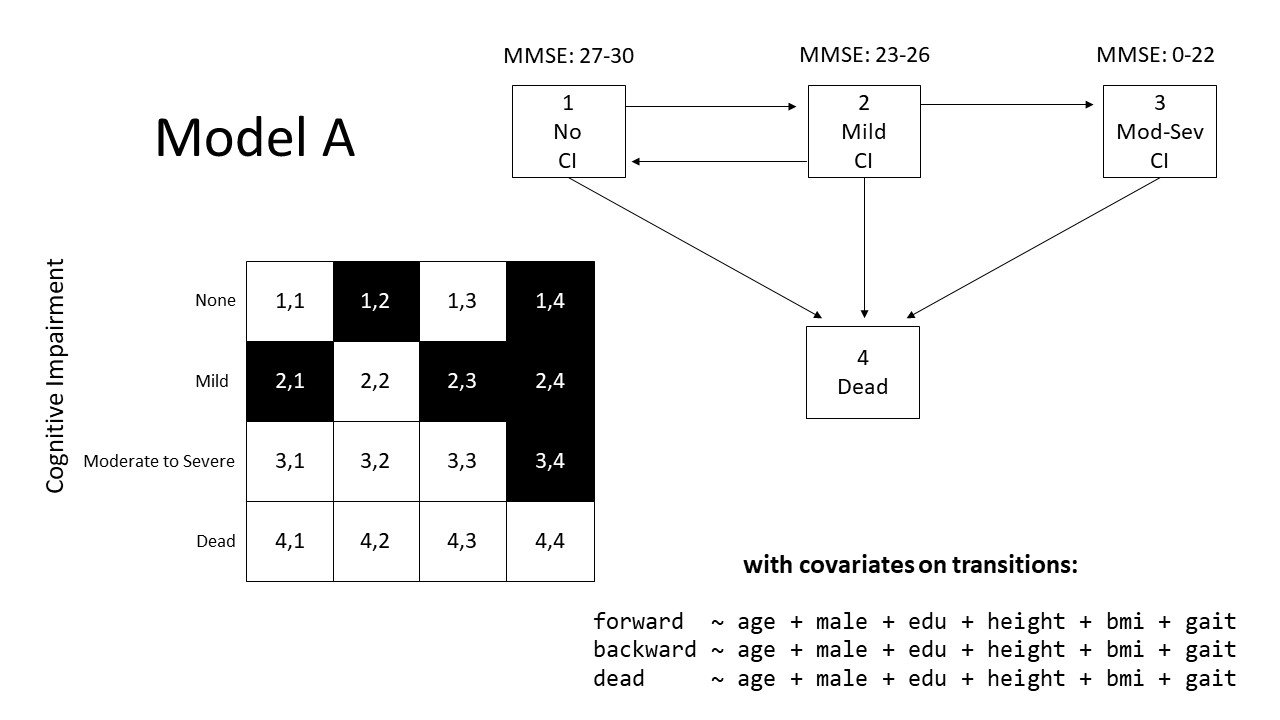 Model A
MMSE: 27-30
MMSE: 23-26
MMSE: 0-22
1
No
CI
2
Mild
CI
3
Mod-Sev
CI
4
Dead
Cognitive Impairment
None
1,1
1,2
1,3
1,4
Mild
2,1
2,2
2,3
2,4
Moderate to Severe
3,1
3,2
3,3
3,4
Dead
4,1
4,2
4,3
4,4
with covariates on transitions:
forward ~ age + male + edu + height + bmi + gait
backward ~ age + male + edu + height + bmi + gait
dead ~ age + male + edu + height + bmi + gait